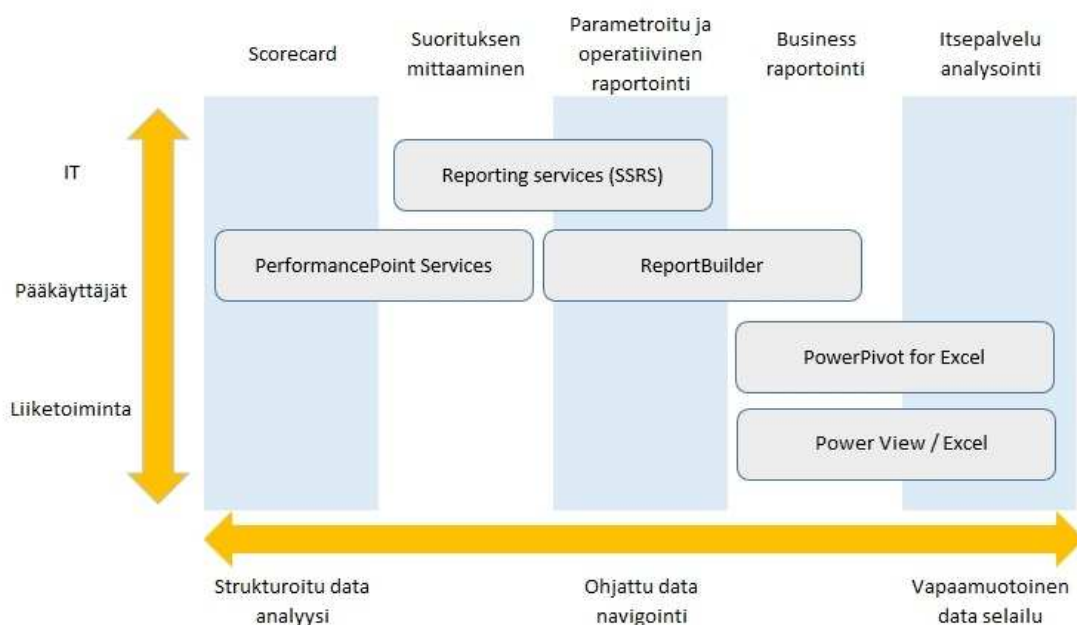 Scorecard
Suorituksen
mittaaminen
Parametroitu ja
operatiivinen
raportointi
Business
raportointi
Itsepalvelu
analysointi
IT
Reporting services (SSRS)
PerformancePoint Services
ReportBuilder
Pääkäyttäjät
PowerPivot for Excel
Liiketoiminta
Power View / Excel
Strukturoitu data
analyysi
Ohjattu data
navigointi
Vapaamuotoinen
data selailu